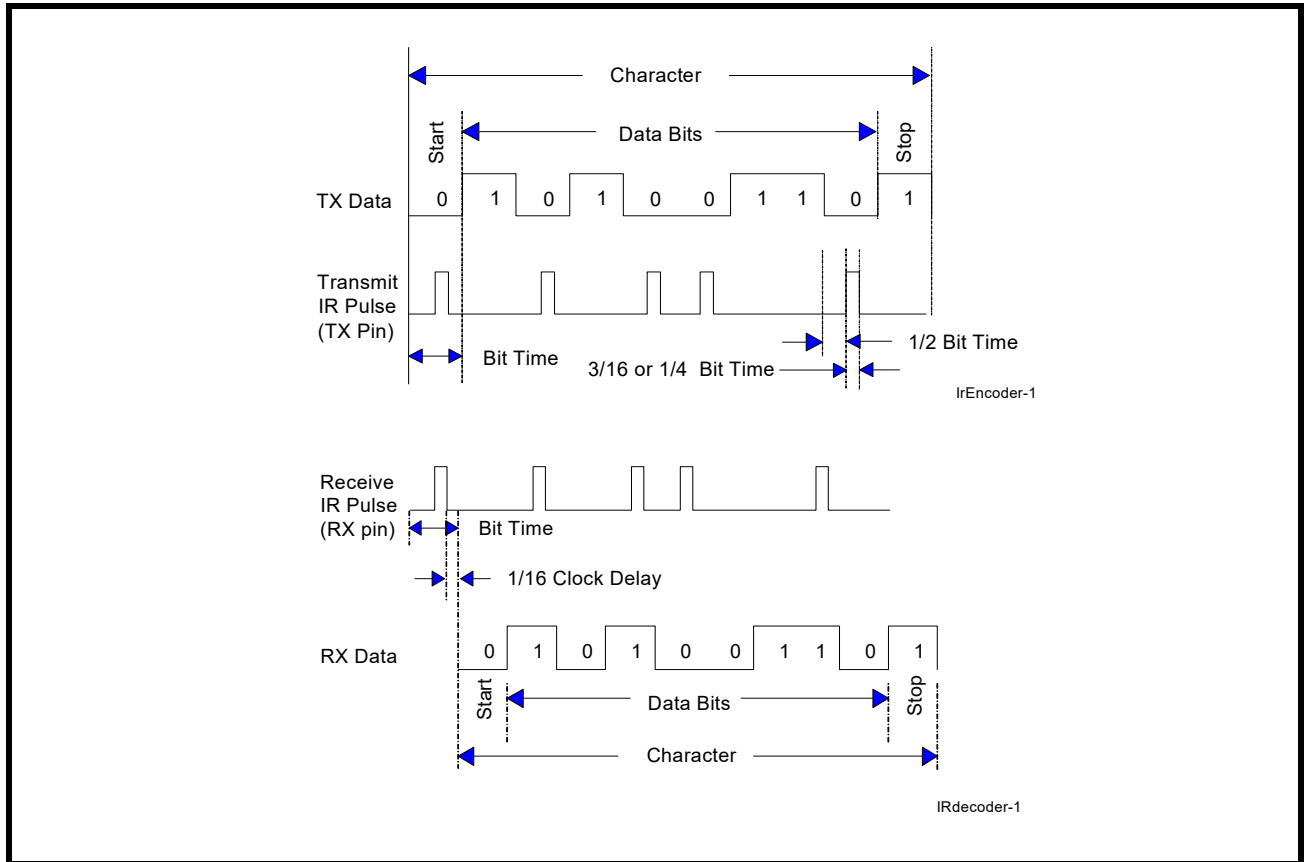 Character
Start
Data Bits
Stop
TX Data
0 1 0 1 0 0 1 1 0 1
Transmit
IR Pulse
(TX Pin)
Bit Time
1/2 Bit Time
3/16 or 1/4 Bit Time
IrEncoder-1
Receive
IR Pulse
(RX pin)
Bit Time
1/16 Clock Delay
RX Data
0 1 0 1 0 0 1 1 0 1
Start
Data Bits
Stop
Character
IRdecoder-1